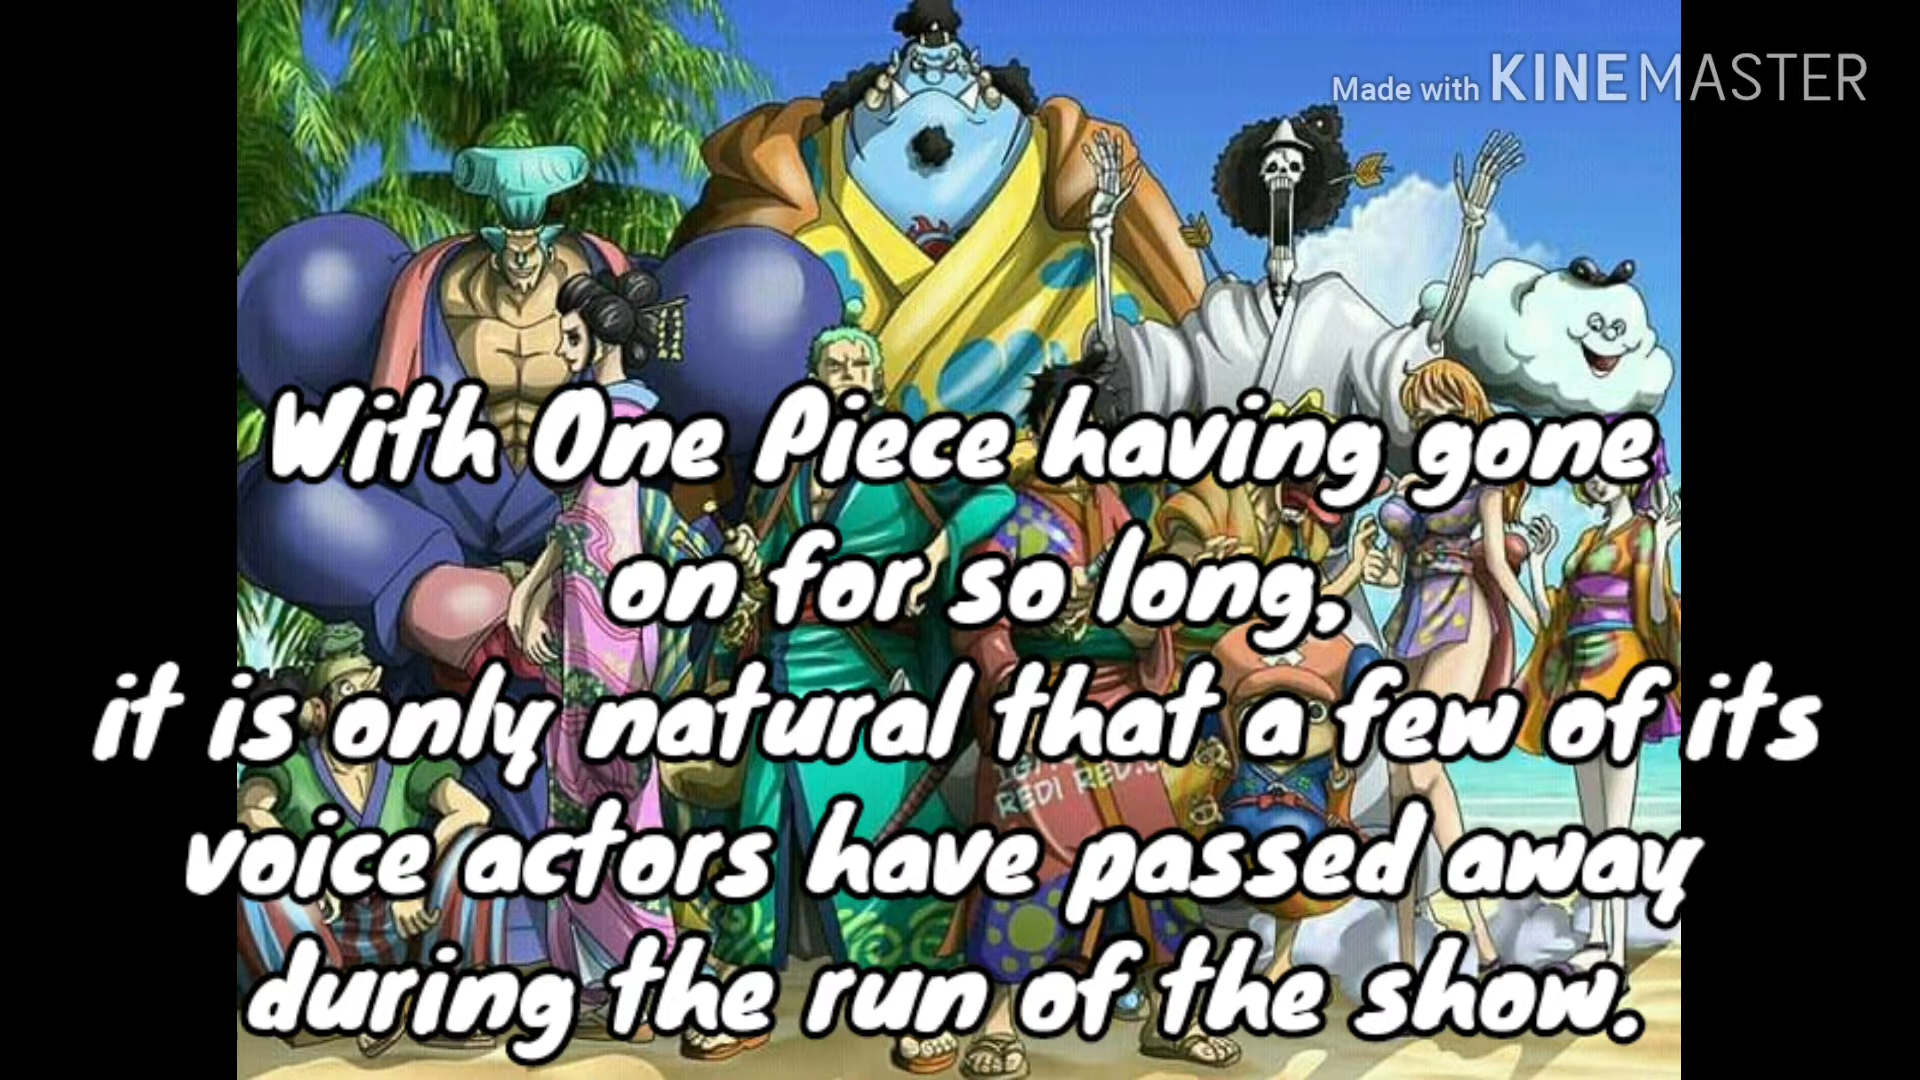 Made with KINEMASTER
With One Piece having gone
on for so long,
it is only natural that a few of its
voice actors have passed away
during the run of the show.